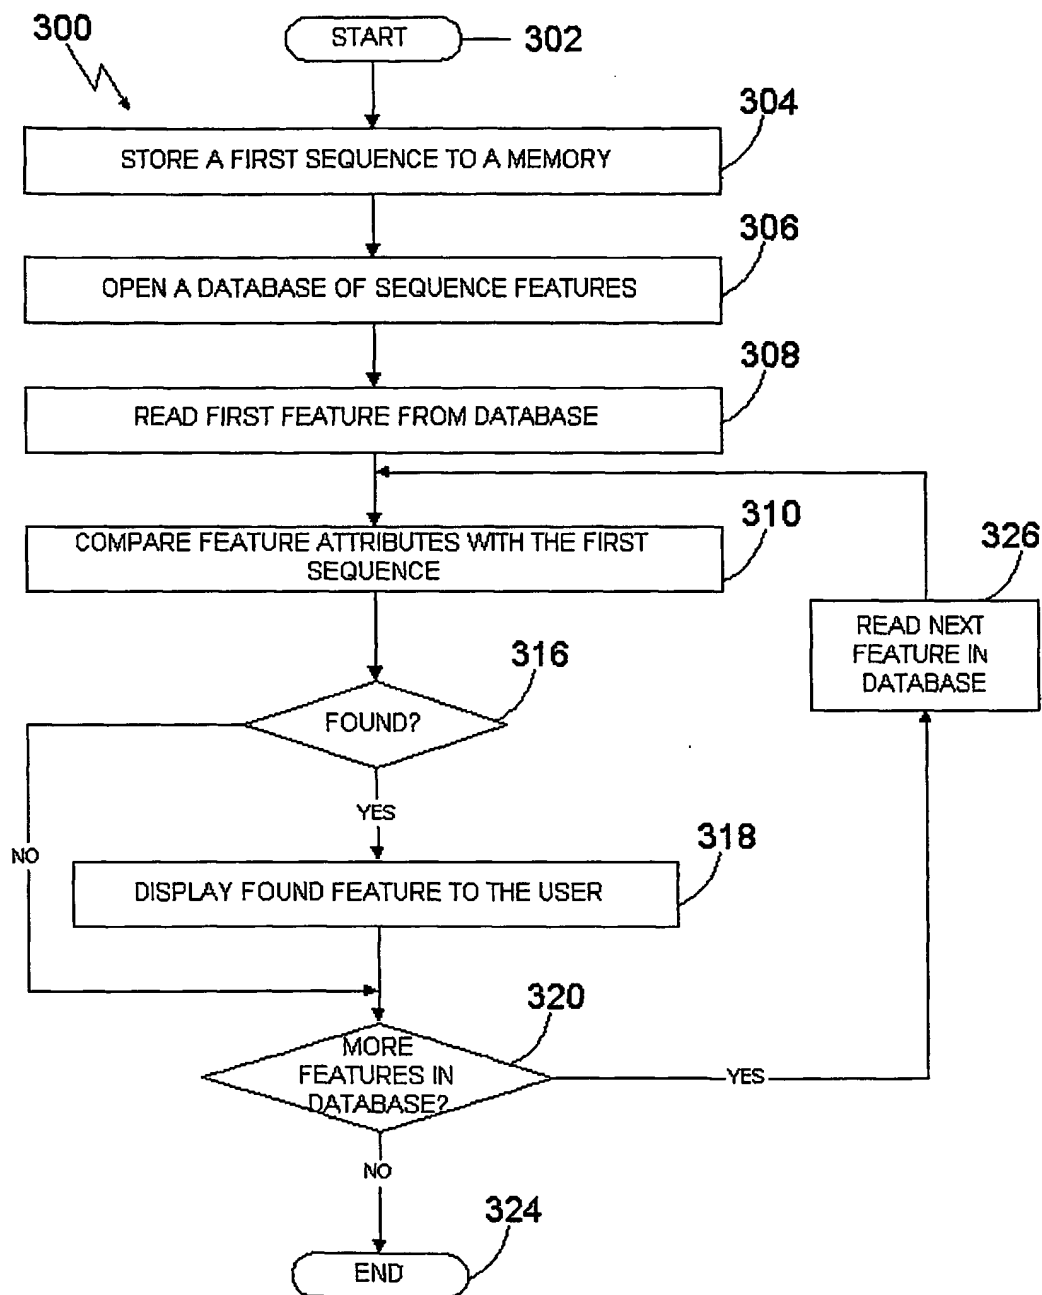 300
START
302
304
STORE A FIRST SEQUENCE TO A MEMORY
306
OPEN A DATABASE OF SEQUENCE FEATURES
308
READ FIRST FEATURE FROM DATABASE
310
COMPARE FEATURE ATTRIBUTES WITH THE FIRST
SEQUENCE
326
READ NEXT
FEATURE IN
DATABASE
316
FOUND?
YES
NO
318
DISPLAY FOUND FEATURE TO THE USER
320
MORE
FEATURES IN
DATABASE?
YES
NO
324
END